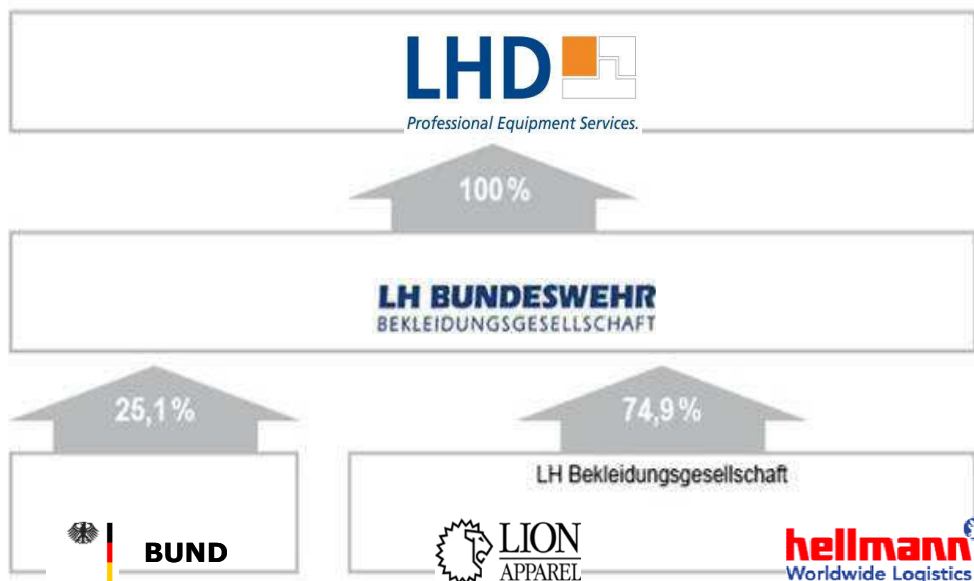 LHD
Professional Equipment Services.
100%
LH BUNDESWEHR
BEKLEIDUNGSGESELLSCHAFT
25,1%
74,9%
LH Bekleidungsgesellschaft
BUND
LION
APPAREL
hellmann
Worldwide Logistics